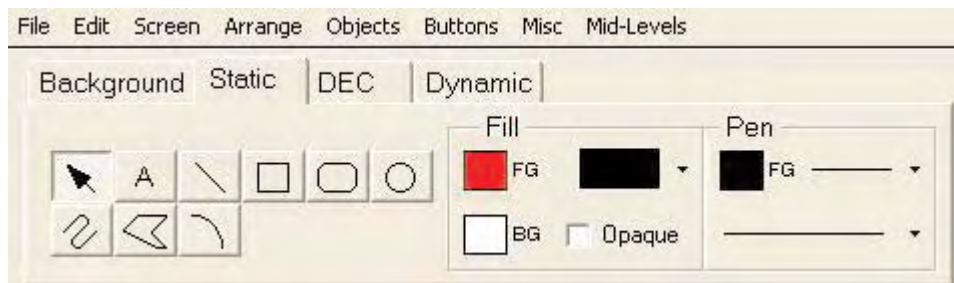 File Edit Screen Arrange Objects Buttons Misc Mid-Levels
Background Static DEC Dynamic
Fill Pen
A FG FG
BG Opaque